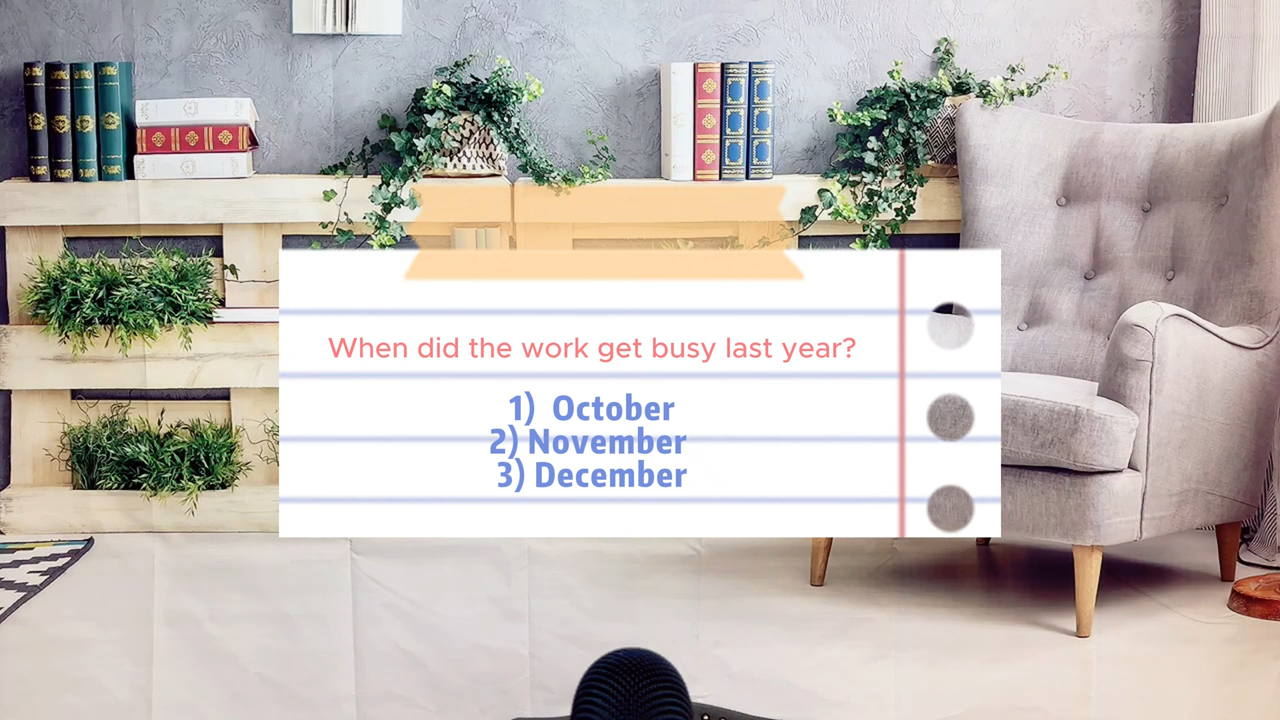 When did the work get busy last year?
1) October
2) November
3) December